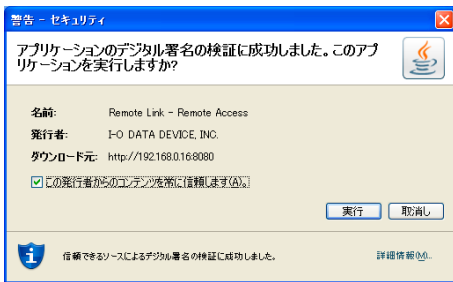 警告 - セキュリティ
アプリケーションのデジタル署名の検証に成功しました。このアプ
リケーションを実行しますか?
名前: Remote Link - Remote Access
発行者: I-O DATA DEVICE, INC.
ダウンロード元: http://192.168.0.16:8080
この発行者からのコンテンツを常に信頼します(A)。
実行 取消し
信頼できるソースによるデジタル署名の検証に成功しました。 詳細情報(M)...